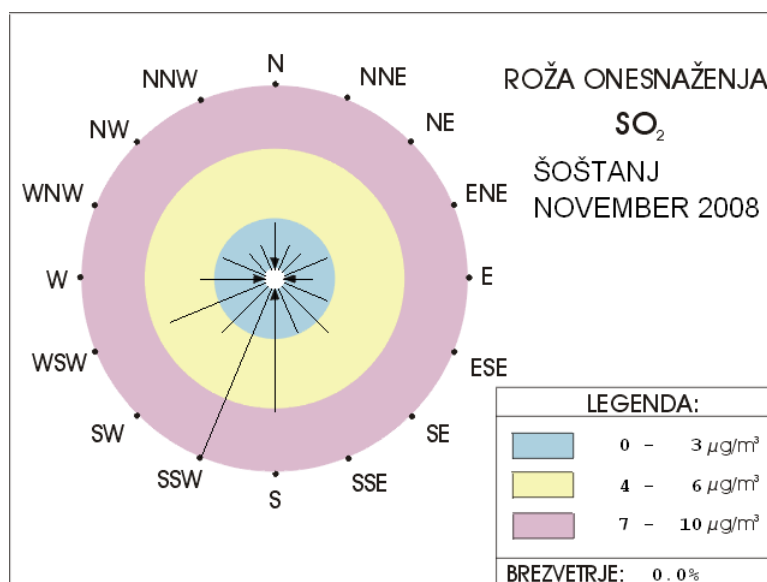 ROŽA ONESNAŽENJA
SO₂
ŠOŠTANJ
NOVEMBER 2008
N
NNE
NE
ENE
E
ESE
SE
SSE
S
SSW
SW
WSW
W
WNW
NW
NNW
LEGENDA:
0 – 3 µg/m³
4 – 6 µg/m³
7 – 10 µg/m³
BREZVETRJE: 0.0%